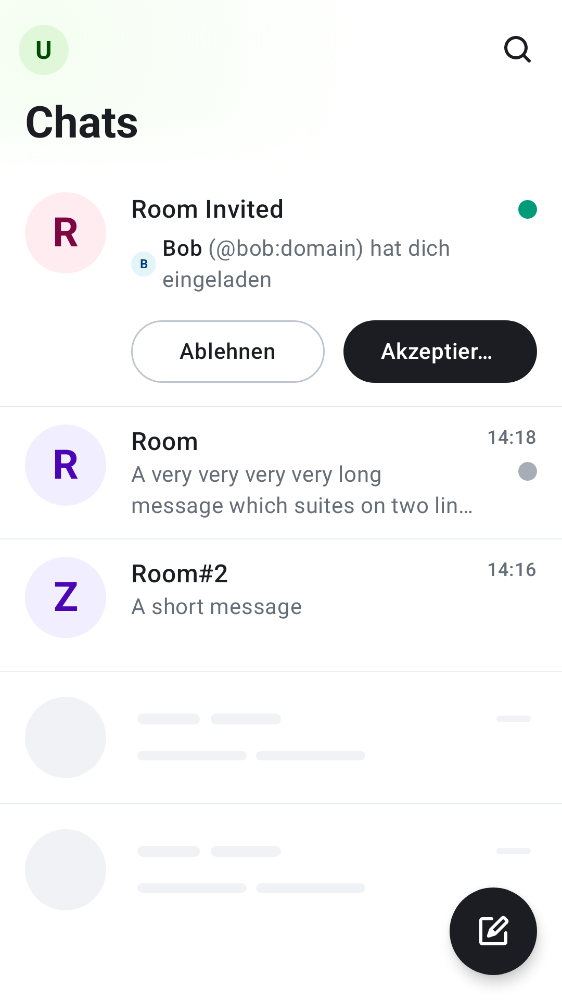 U
Chats
R
Room Invited
B
Bob (@bob:domain) hat dich
eingeladen
Ablehnen
Akzeptier…
R
Room
14:18
A very very very very long
message which suites on two lin…
Z
Room#2
14:16
A short message